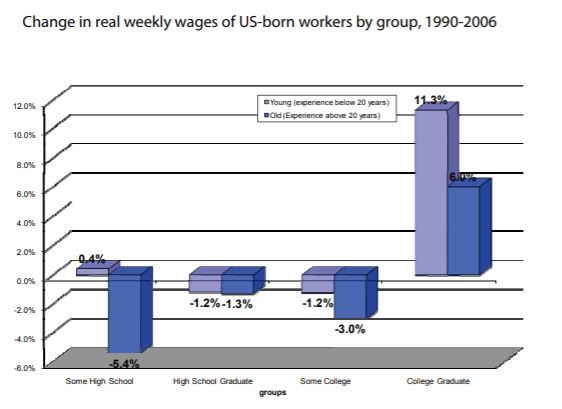 Change in real weekly wages of US-born workers by group, 1990-2006
Young (experience below 20 years)
Old (Experience above 20 years)
12.0%
10.0%
8.0%
6.0%
4.0%
2.0%
0.0%
-2.0%
-4.0%
-6.0%
0.4%
-5.4%
-1.2%
-1.3%
-1.2%
-3.0%
11.3%
6.0%
Some High School
High School Graduate
Some College
College Graduate
groups